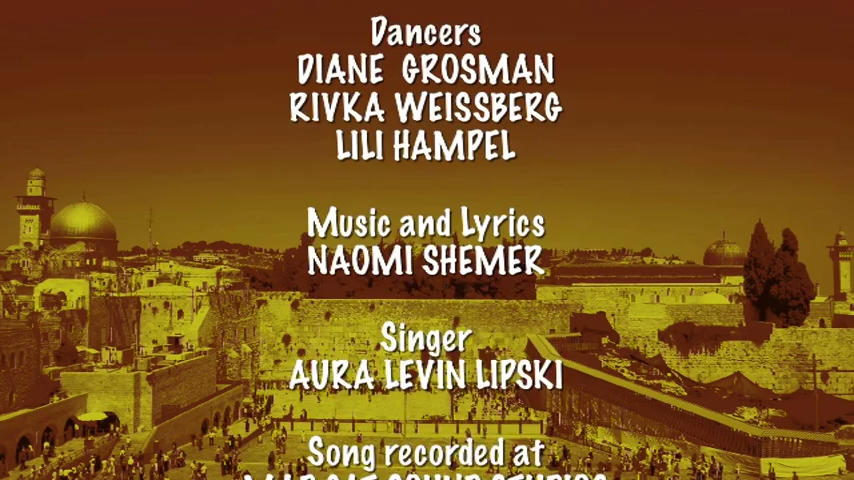 Dancers
DIANE GROSMAN
RIVKA WEISSBERG
LILI HAMPEL
Music and Lyrics
NAOMI SHEMER
Singer
AURA LEVIN LIPSKI
Song recorded at